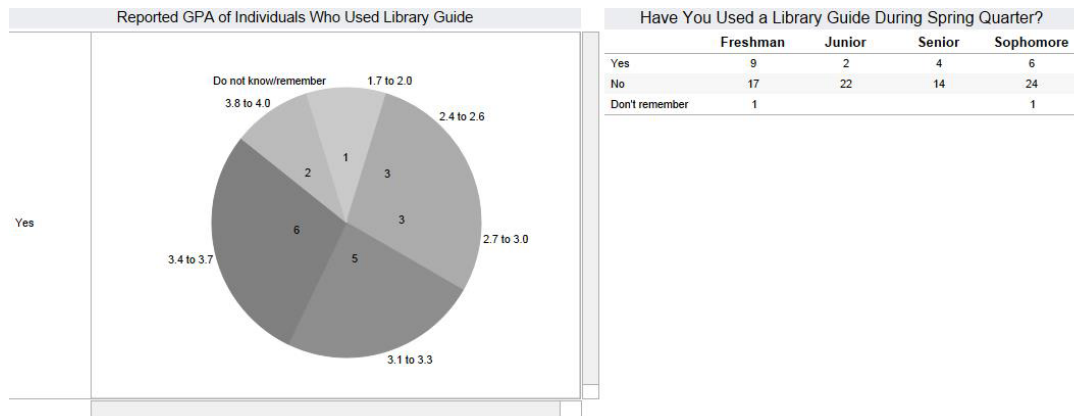 Reported GPA of Individuals Who Used Library Guide
Yes
Do not know/remember
1.7 to 2.0
3.8 to 4.0
2.4 to 2.6
1
2
3
3
6
5
2.7 to 3.0
3.4 to 3.7
3.1 to 3.3
Have You Used a Library Guide During Spring Quarter?
Freshman Junior Senior Sophomore
Yes 9 2 4 6
No 17 22 14 24
Don't remember 1 1